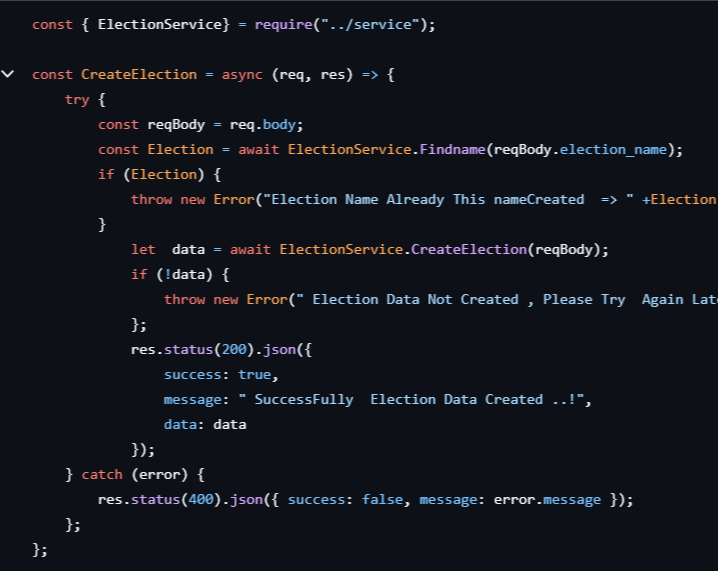 const { ElectionService} = require("../service");
const CreateElection = async (req, res) => {
try {
const reqBody = req.body;
const Election = await ElectionService.Findname(reqBody.election_name);
if (Election) {
throw new Error("Election Name Already This nameCreated  => " +Election
}
let  data = await ElectionService.CreateElection(reqBody);
if (!data) {
throw new Error(" Election Data Not Created , Please Try  Again Late
};
res.status(200).json({
success: true,
message: " SuccessFully  Election Data Created ..!",
data: data
});
} catch (error) {
res.status(400).json({ success: false, message: error.message });
};
};